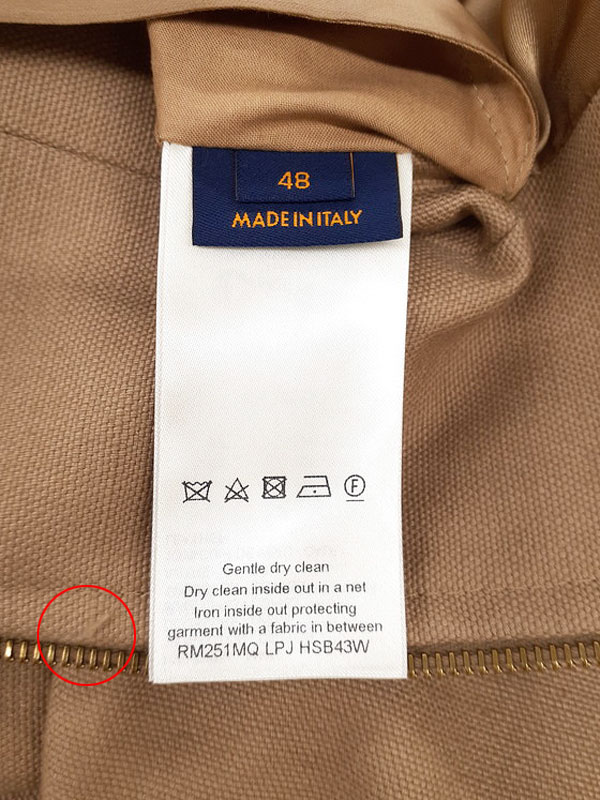 48
MADE IN ITALY
F
Gentle dry clean
Dry clean inside out in a net
Iron inside out protecting
garment with a fabric in between
RM251MQ LPJ HSB43W